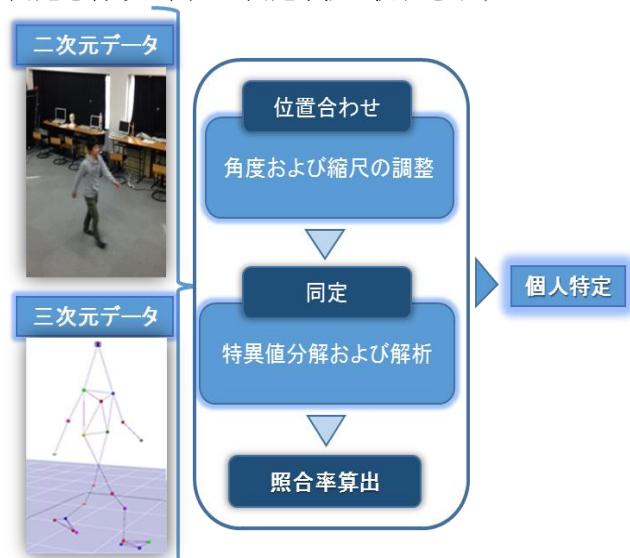 二次元データ
位置合わせ
角度および縮尺の調整
同定
個人特定
三次元データ
特異値分解および解析
照合率算出